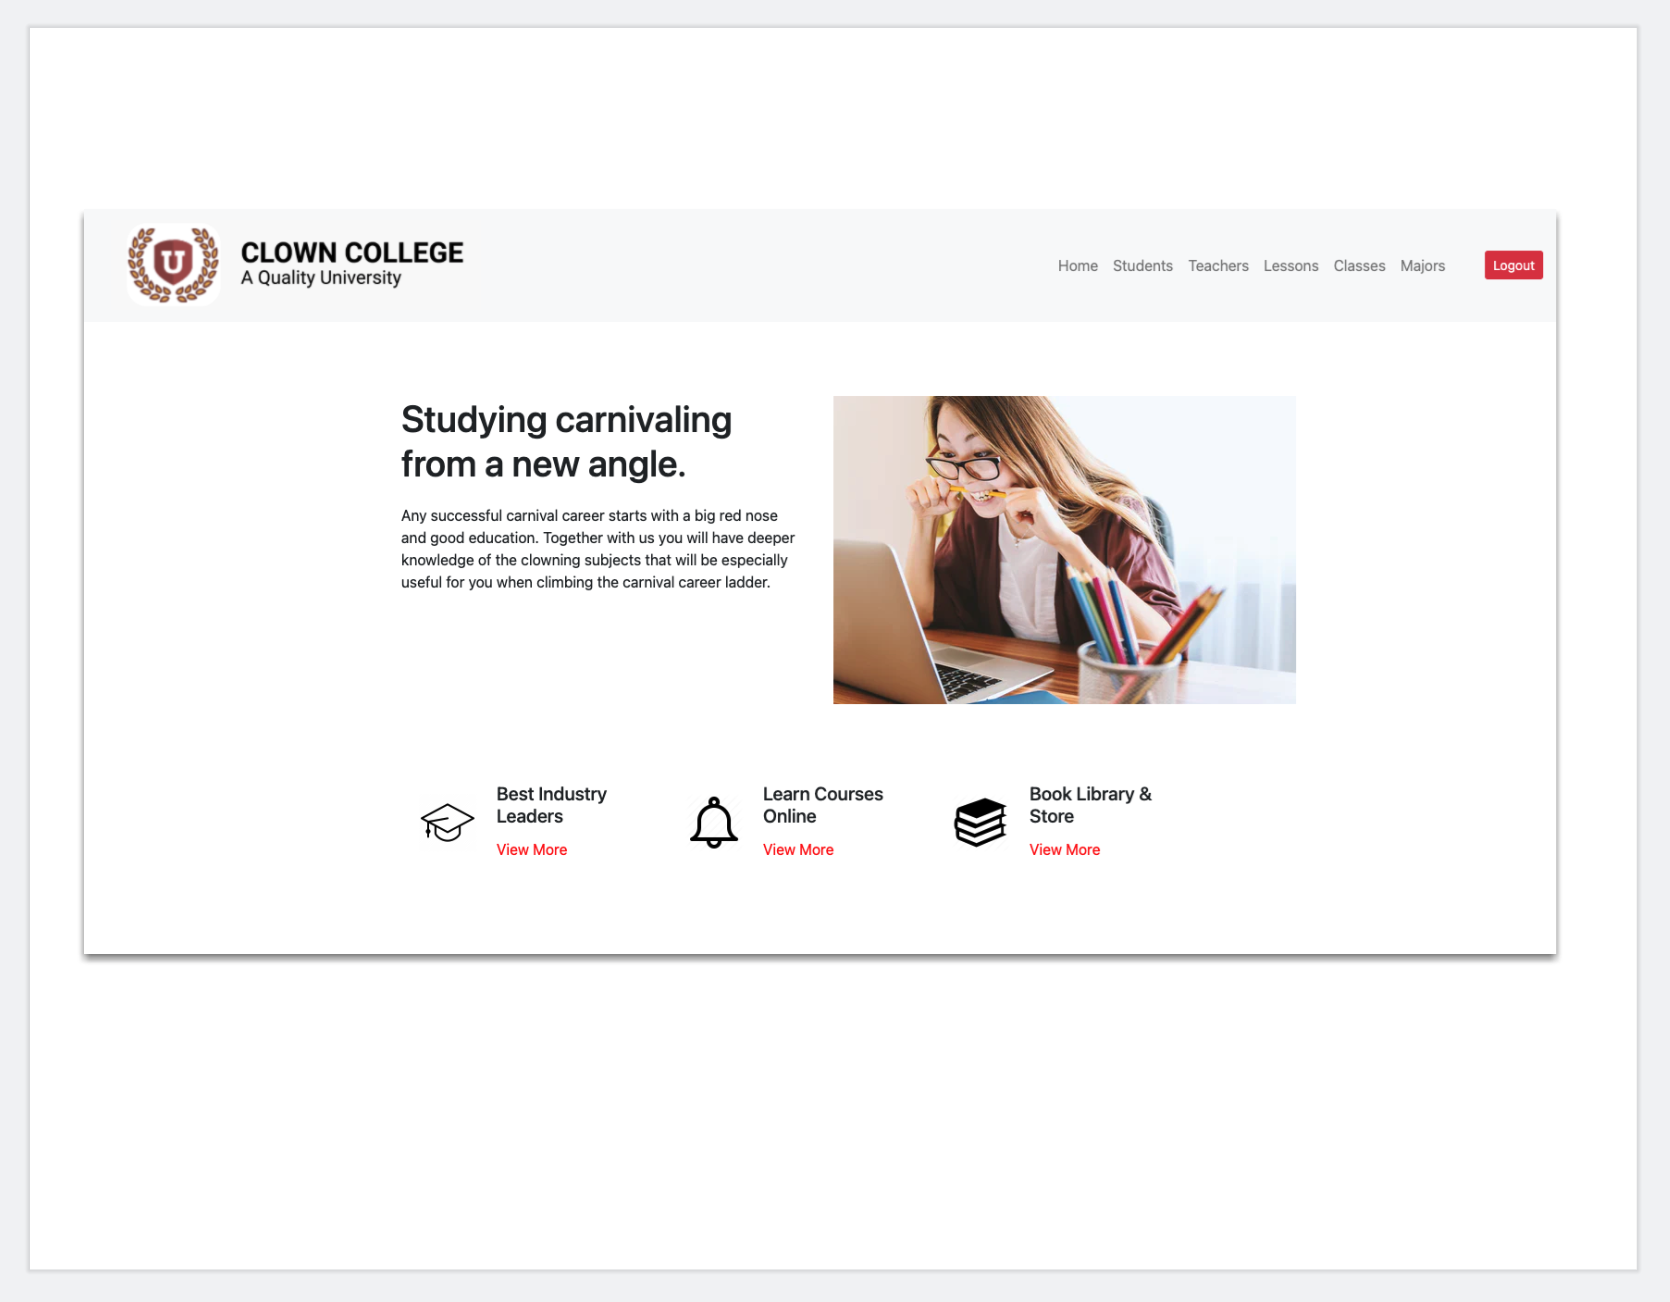 U
CLOWN COLLEGE
A Quality University
Home Students Teachers Lessons Classes Majors Logout
Studying carnivaling
from a new angle.
Any successful carnival career starts with a big red nose
and good education. Together with us you will have deeper
knowledge of the clowning subjects that will be especially
useful for you when climbing the carnival career ladder.
Best Industry
Leaders
View More
Learn Courses
Online
View More
Book Library &
Store
View More